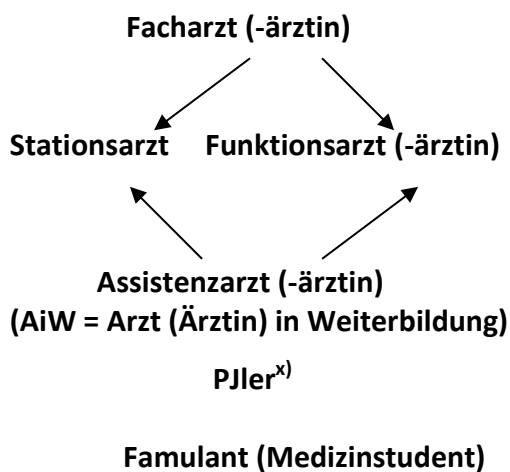 Facharzt (-ärztin)
Stationsarzt Funktionsarzt (-ärztin)
Assistenzarzt (-ärztin)
(AiW = Arzt (Ärztin) in Weiterbildung)
PJler^x)
Famulant (Medizinstudent)